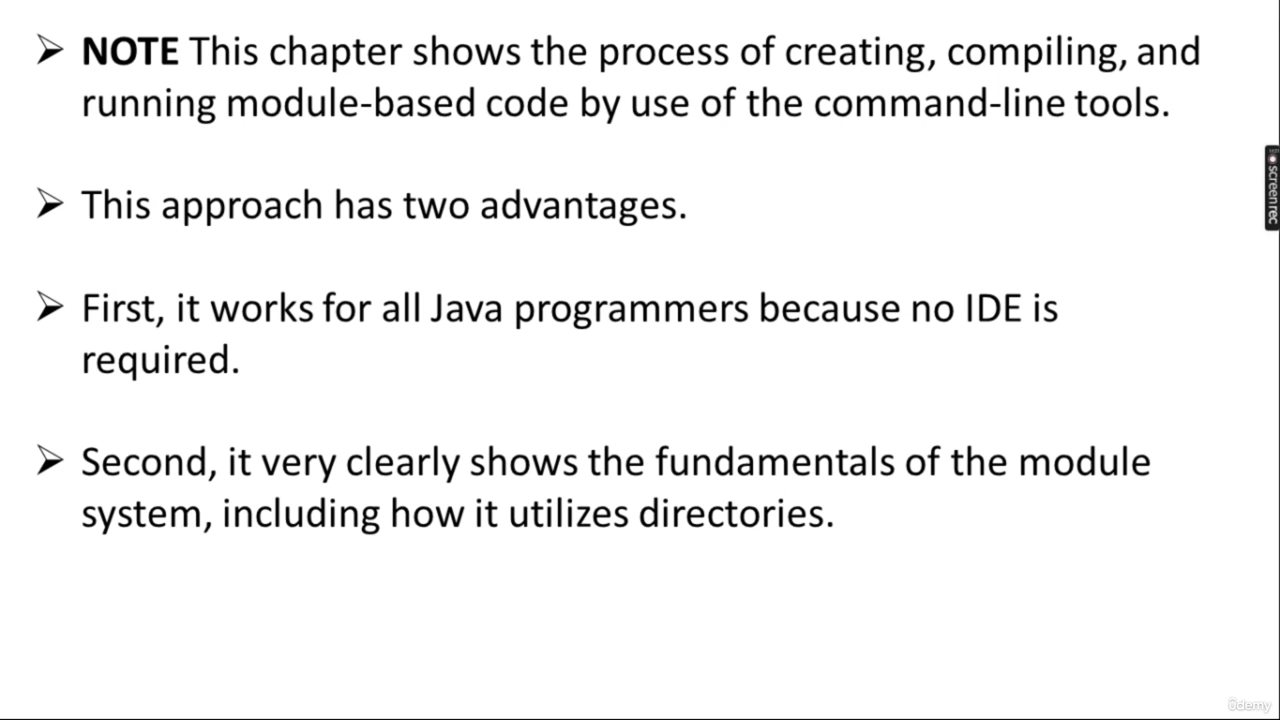 ➢ NOTE This chapter shows the process of creating, compiling, and
running module-based code by use of the command-line tools.
➢ This approach has two advantages.
➢ First, it works for all Java programmers because no IDE is
required.
➢ Second, it very clearly shows the fundamentals of the module
system, including how it utilizes directories.
screenrec
ûdemy